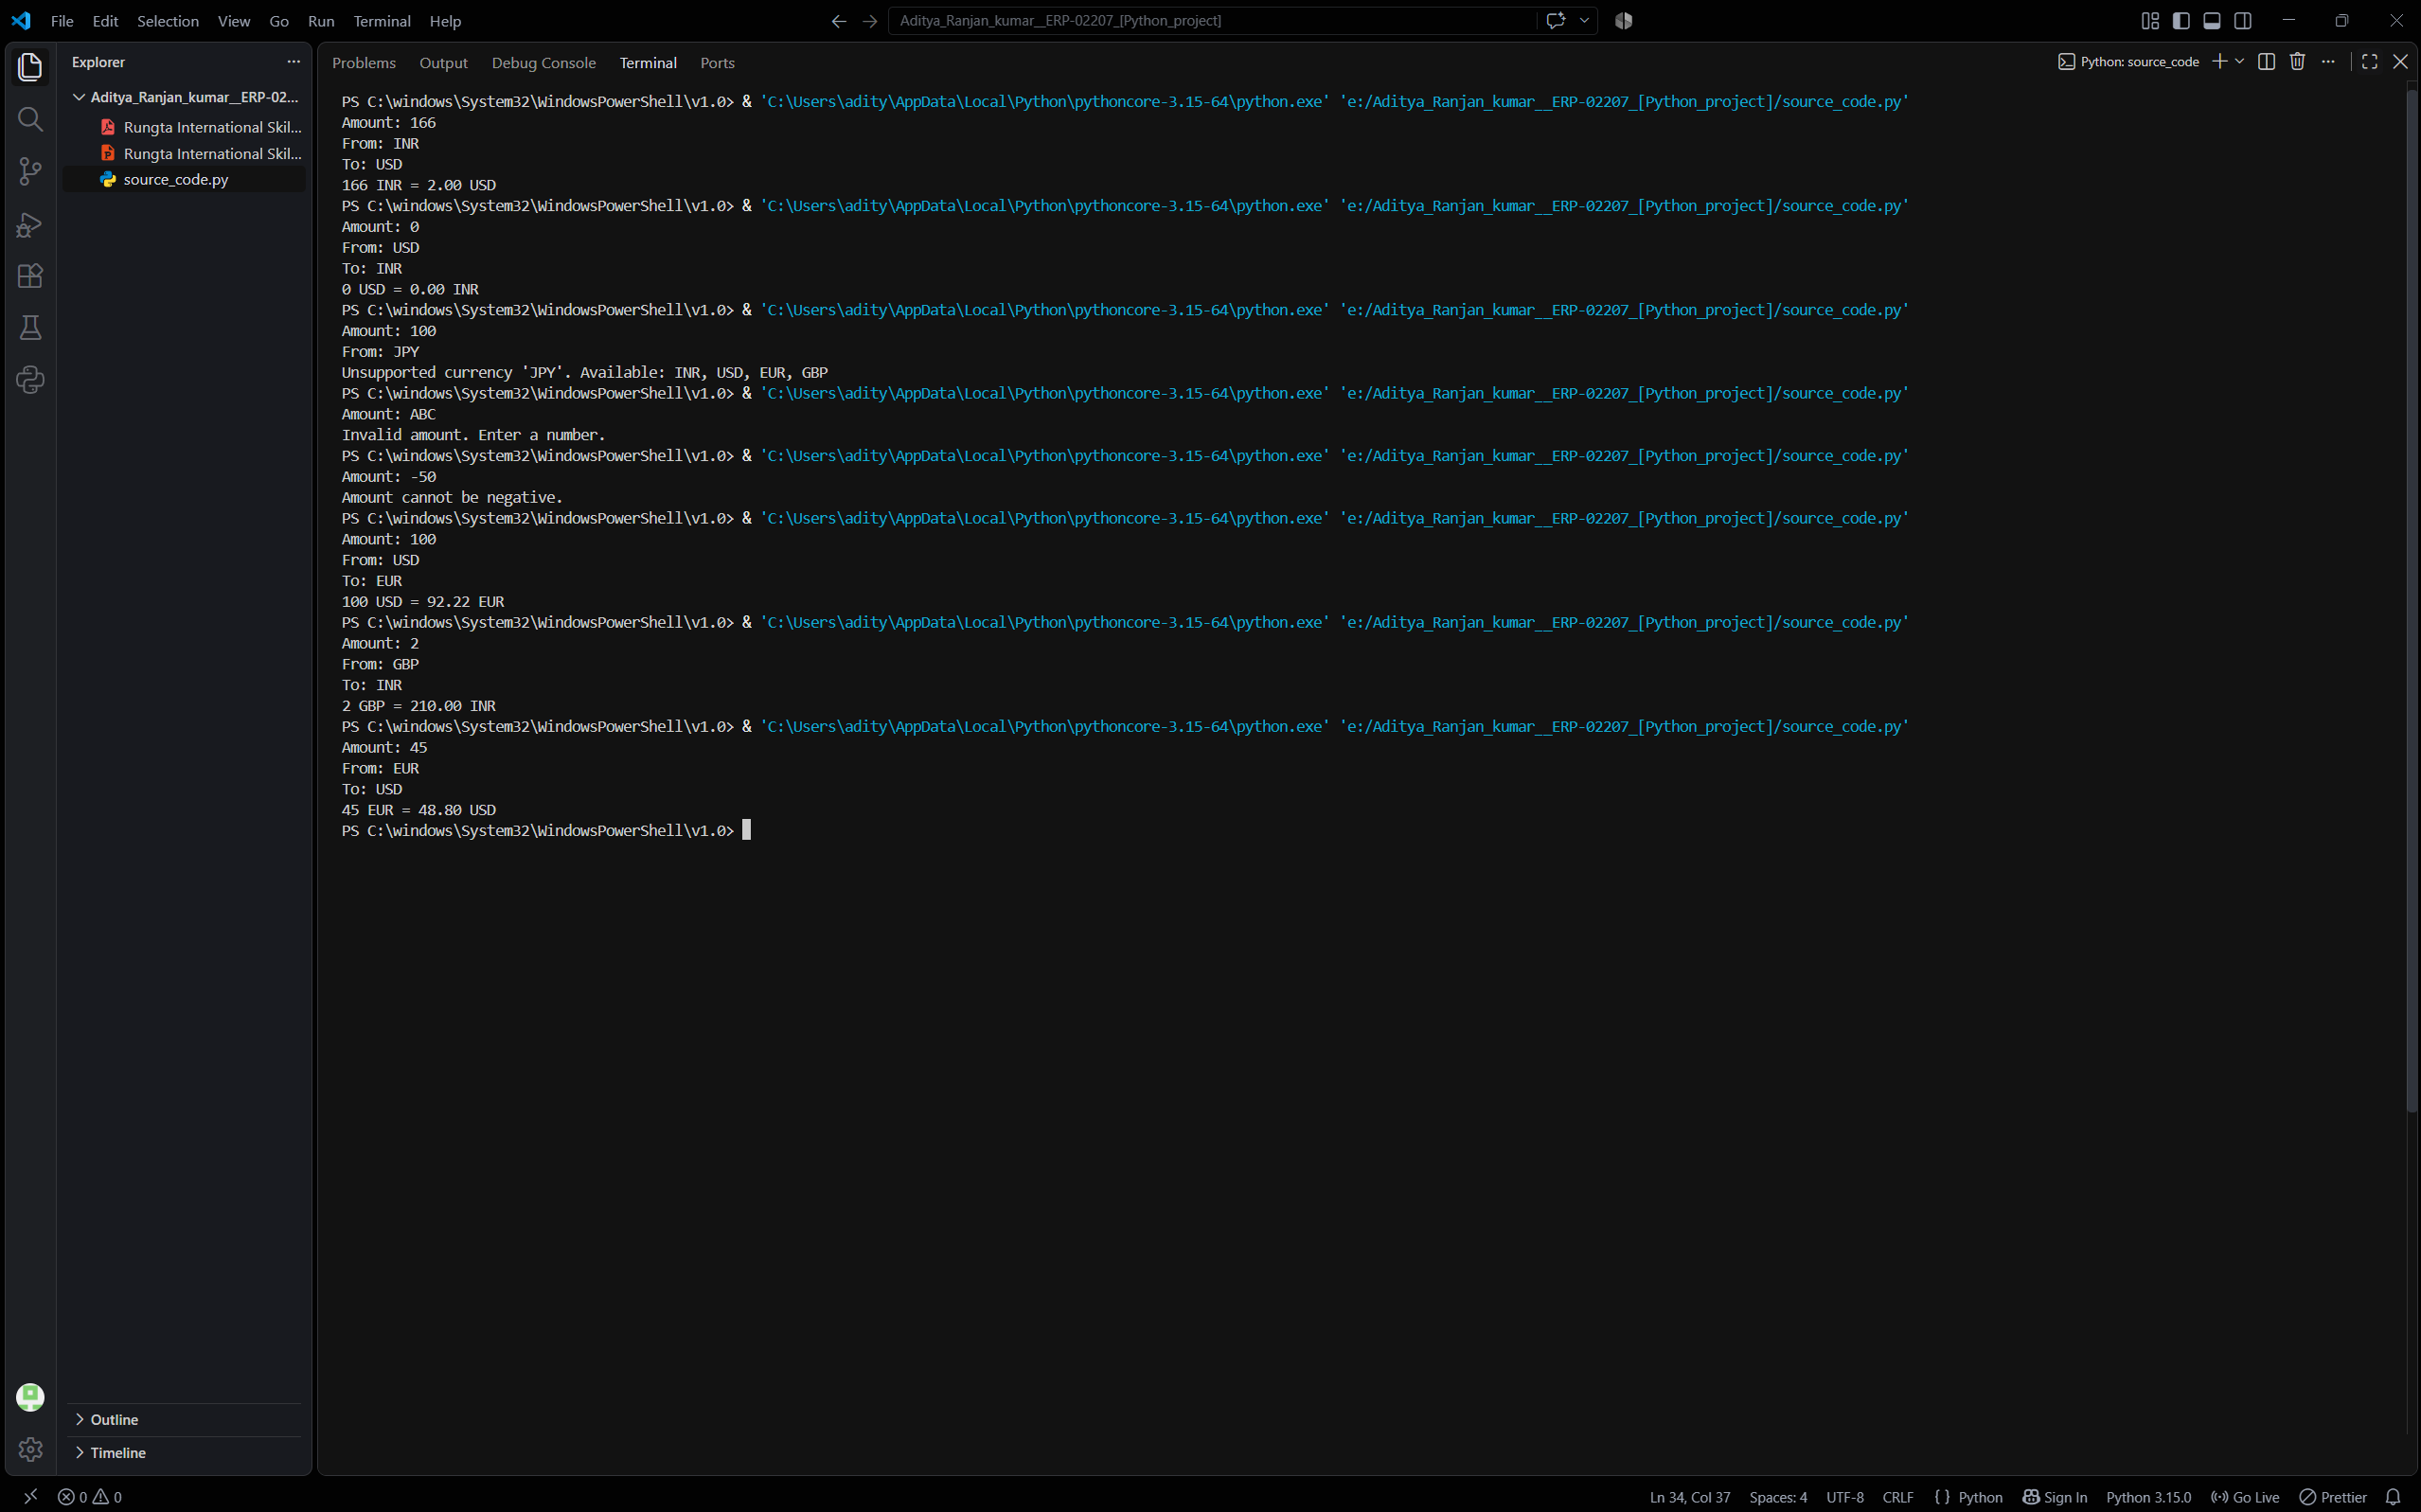 File Edit Selection View Go Run Terminal Help
Aditya_Ranjan_kumar__ERP-02207_[Python_project]
Explorer
Aditya_Ranjan_kumar__ERP-02...
Rungta International Skil...
Rungta International Skil...
source_code.py
Outline
Timeline
Problems Output Debug Console Terminal Ports
Python: source_code
PS C:\windows\System32\WindowsPowerShell\v1.0> & 'C:\Users\adity\AppData\Local\Python\pythoncore-3.15-64\python.exe' 'e:/Aditya_Ranjan_kumar__ERP-02207_[Python_project]/source_code.py'
Amount: 166
From: INR
To: USD
166 INR = 2.00 USD
PS C:\windows\System32\WindowsPowerShell\v1.0> & 'C:\Users\adity\AppData\Local\Python\pythoncore-3.15-64\python.exe' 'e:/Aditya_Ranjan_kumar__ERP-02207_[Python_project]/source_code.py'
Amount: 0
From: USD
To: INR
0 USD = 0.00 INR
PS C:\windows\System32\WindowsPowerShell\v1.0> & 'C:\Users\adity\AppData\Local\Python\pythoncore-3.15-64\python.exe' 'e:/Aditya_Ranjan_kumar__ERP-02207_[Python_project]/source_code.py'
Amount: 100
From: JPY
Unsupported currency 'JPY'. Available: INR, USD, EUR, GBP
PS C:\windows\System32\WindowsPowerShell\v1.0> & 'C:\Users\adity\AppData\Local\Python\pythoncore-3.15-64\python.exe' 'e:/Aditya_Ranjan_kumar__ERP-02207_[Python_project]/source_code.py'
Amount: ABC
Invalid amount. Enter a number.
PS C:\windows\System32\WindowsPowerShell\v1.0> & 'C:\Users\adity\AppData\Local\Python\pythoncore-3.15-64\python.exe' 'e:/Aditya_Ranjan_kumar__ERP-02207_[Python_project]/source_code.py'
Amount: -50
Amount cannot be negative.
PS C:\windows\System32\WindowsPowerShell\v1.0> & 'C:\Users\adity\AppData\Local\Python\pythoncore-3.15-64\python.exe' 'e:/Aditya_Ranjan_kumar__ERP-02207_[Python_project]/source_code.py'
Amount: 100
From: USD
To: EUR
100 USD = 92.22 EUR
PS C:\windows\System32\WindowsPowerShell\v1.0> & 'C:\Users\adity\AppData\Local\Python\pythoncore-3.15-64\python.exe' 'e:/Aditya_Ranjan_kumar__ERP-02207_[Python_project]/source_code.py'
Amount: 2
From: GBP
To: INR
2 GBP = 210.00 INR
PS C:\windows\System32\WindowsPowerShell\v1.0> & 'C:\Users\adity\AppData\Local\Python\pythoncore-3.15-64\python.exe' 'e:/Aditya_Ranjan_kumar__ERP-02207_[Python_project]/source_code.py'
Amount: 45
From: EUR
To: USD
45 EUR = 48.80 USD
PS C:\windows\System32\WindowsPowerShell\v1.0>
0 0 Ln 34, Col 37 Spaces: 4 UTF-8 CRLF {} Python Sign In Python 3.15.0 Go Live Prettier